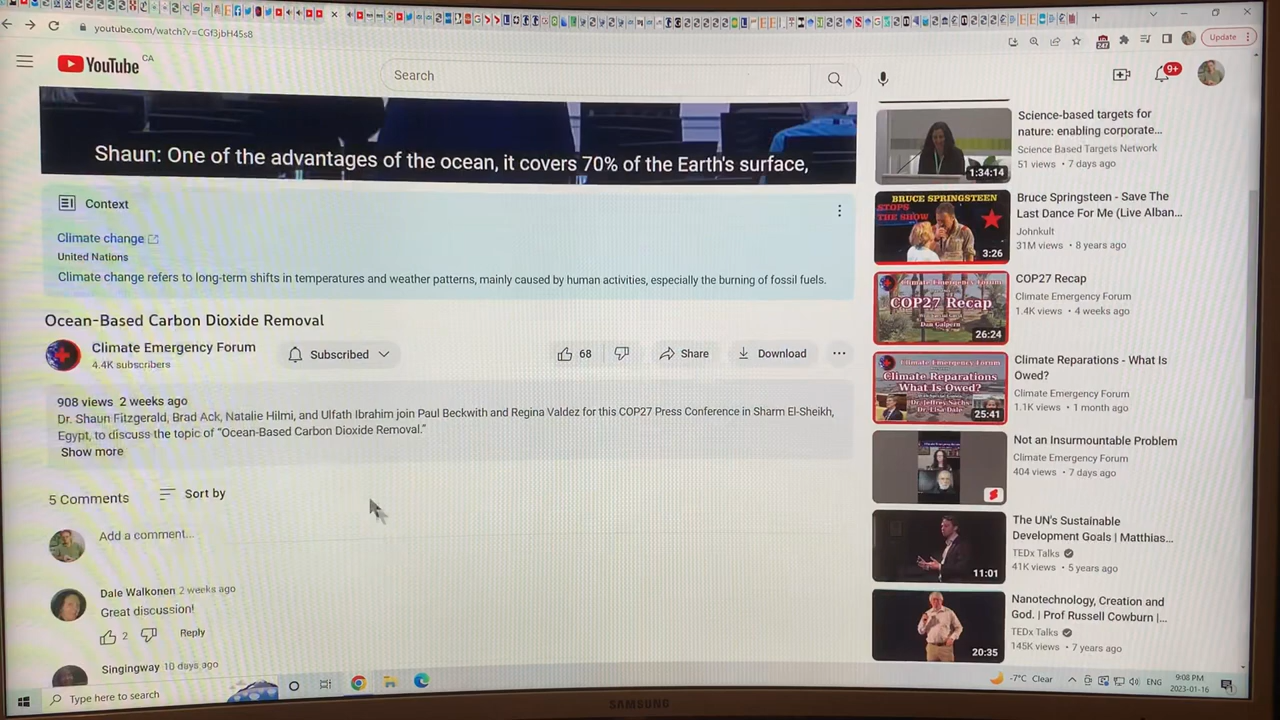 youtube.com/watch?v=CGf3jbH45s8
Update
YouTube CA
Search
9+
Shaun: One of the advantages of the ocean, it covers 70% of the Earth's surface,
Context
Climate change
United Nations
Climate change refers to long-term shifts in temperatures and weather patterns, mainly caused by human activities, especially the burning of fossil fuels.
Ocean-Based Carbon Dioxide Removal
Climate Emergency Forum
4.4K subscribers
Subscribed
68
Share
Download
908 views 2 weeks ago
Dr. Shaun Fitzgerald, Brad Ack, Natalie Hilmi, and Ulfath Ibrahim join Paul Beckwith and Regina Valdez for this COP27 Press Conference in Sharm El-Sheikh,
Egypt, to discuss the topic of “Ocean-Based Carbon Dioxide Removal.”
Show more
5 Comments
Sort by
Add a comment...
Dale Walkonen 2 weeks ago
Great discussion!
2
Reply
Singingway 10 days ago
1:34:14
Science-based targets for
nature: enabling corporate...
Science Based Targets Network
51 views • 7 days ago
BRUCE SPRINGSTEEN
STOPS
THE SHOW
3:26
Bruce Springsteen - Save The
Last Dance For Me (Live Alban...
Johnkult
31M views • 8 years ago
Climate Emergency Forum
COP27 Recap
Dan Galpern
26:24
COP27 Recap
Climate Emergency Forum
1.4K views • 4 weeks ago
Climate Emergency Forum
Climate Reparations
What Is Owed?
Dr. Jeffrey Sachs
Dr. Lisa Dale
25:41
Climate Reparations - What Is
Owed?
Climate Emergency Forum
1.1K views • 1 month ago
Not an Insurmountable Problem
Climate Emergency Forum
404 views • 7 days ago
11:01
The UN's Sustainable
Development Goals | Matthias...
TEDx Talks
41K views • 5 years ago
20:35
Nanotechnology, Creation and
God. | Prof Russell Cowburn |...
TEDx Talks
145K views • 7 years ago
Type here to search
-7°C Clear
ENG
9:08 PM
2023-01-16
SAMSUNG